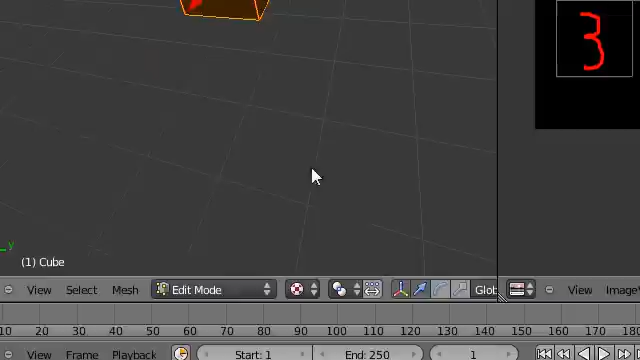 3
y
(1) Cube
View Select Mesh Edit Mode Glob View Image*
10 20 30 40 50 60 70 80 90 100 110 120 130 140 150 160 170 180
View Frame Playback Start: 1 End: 250 1